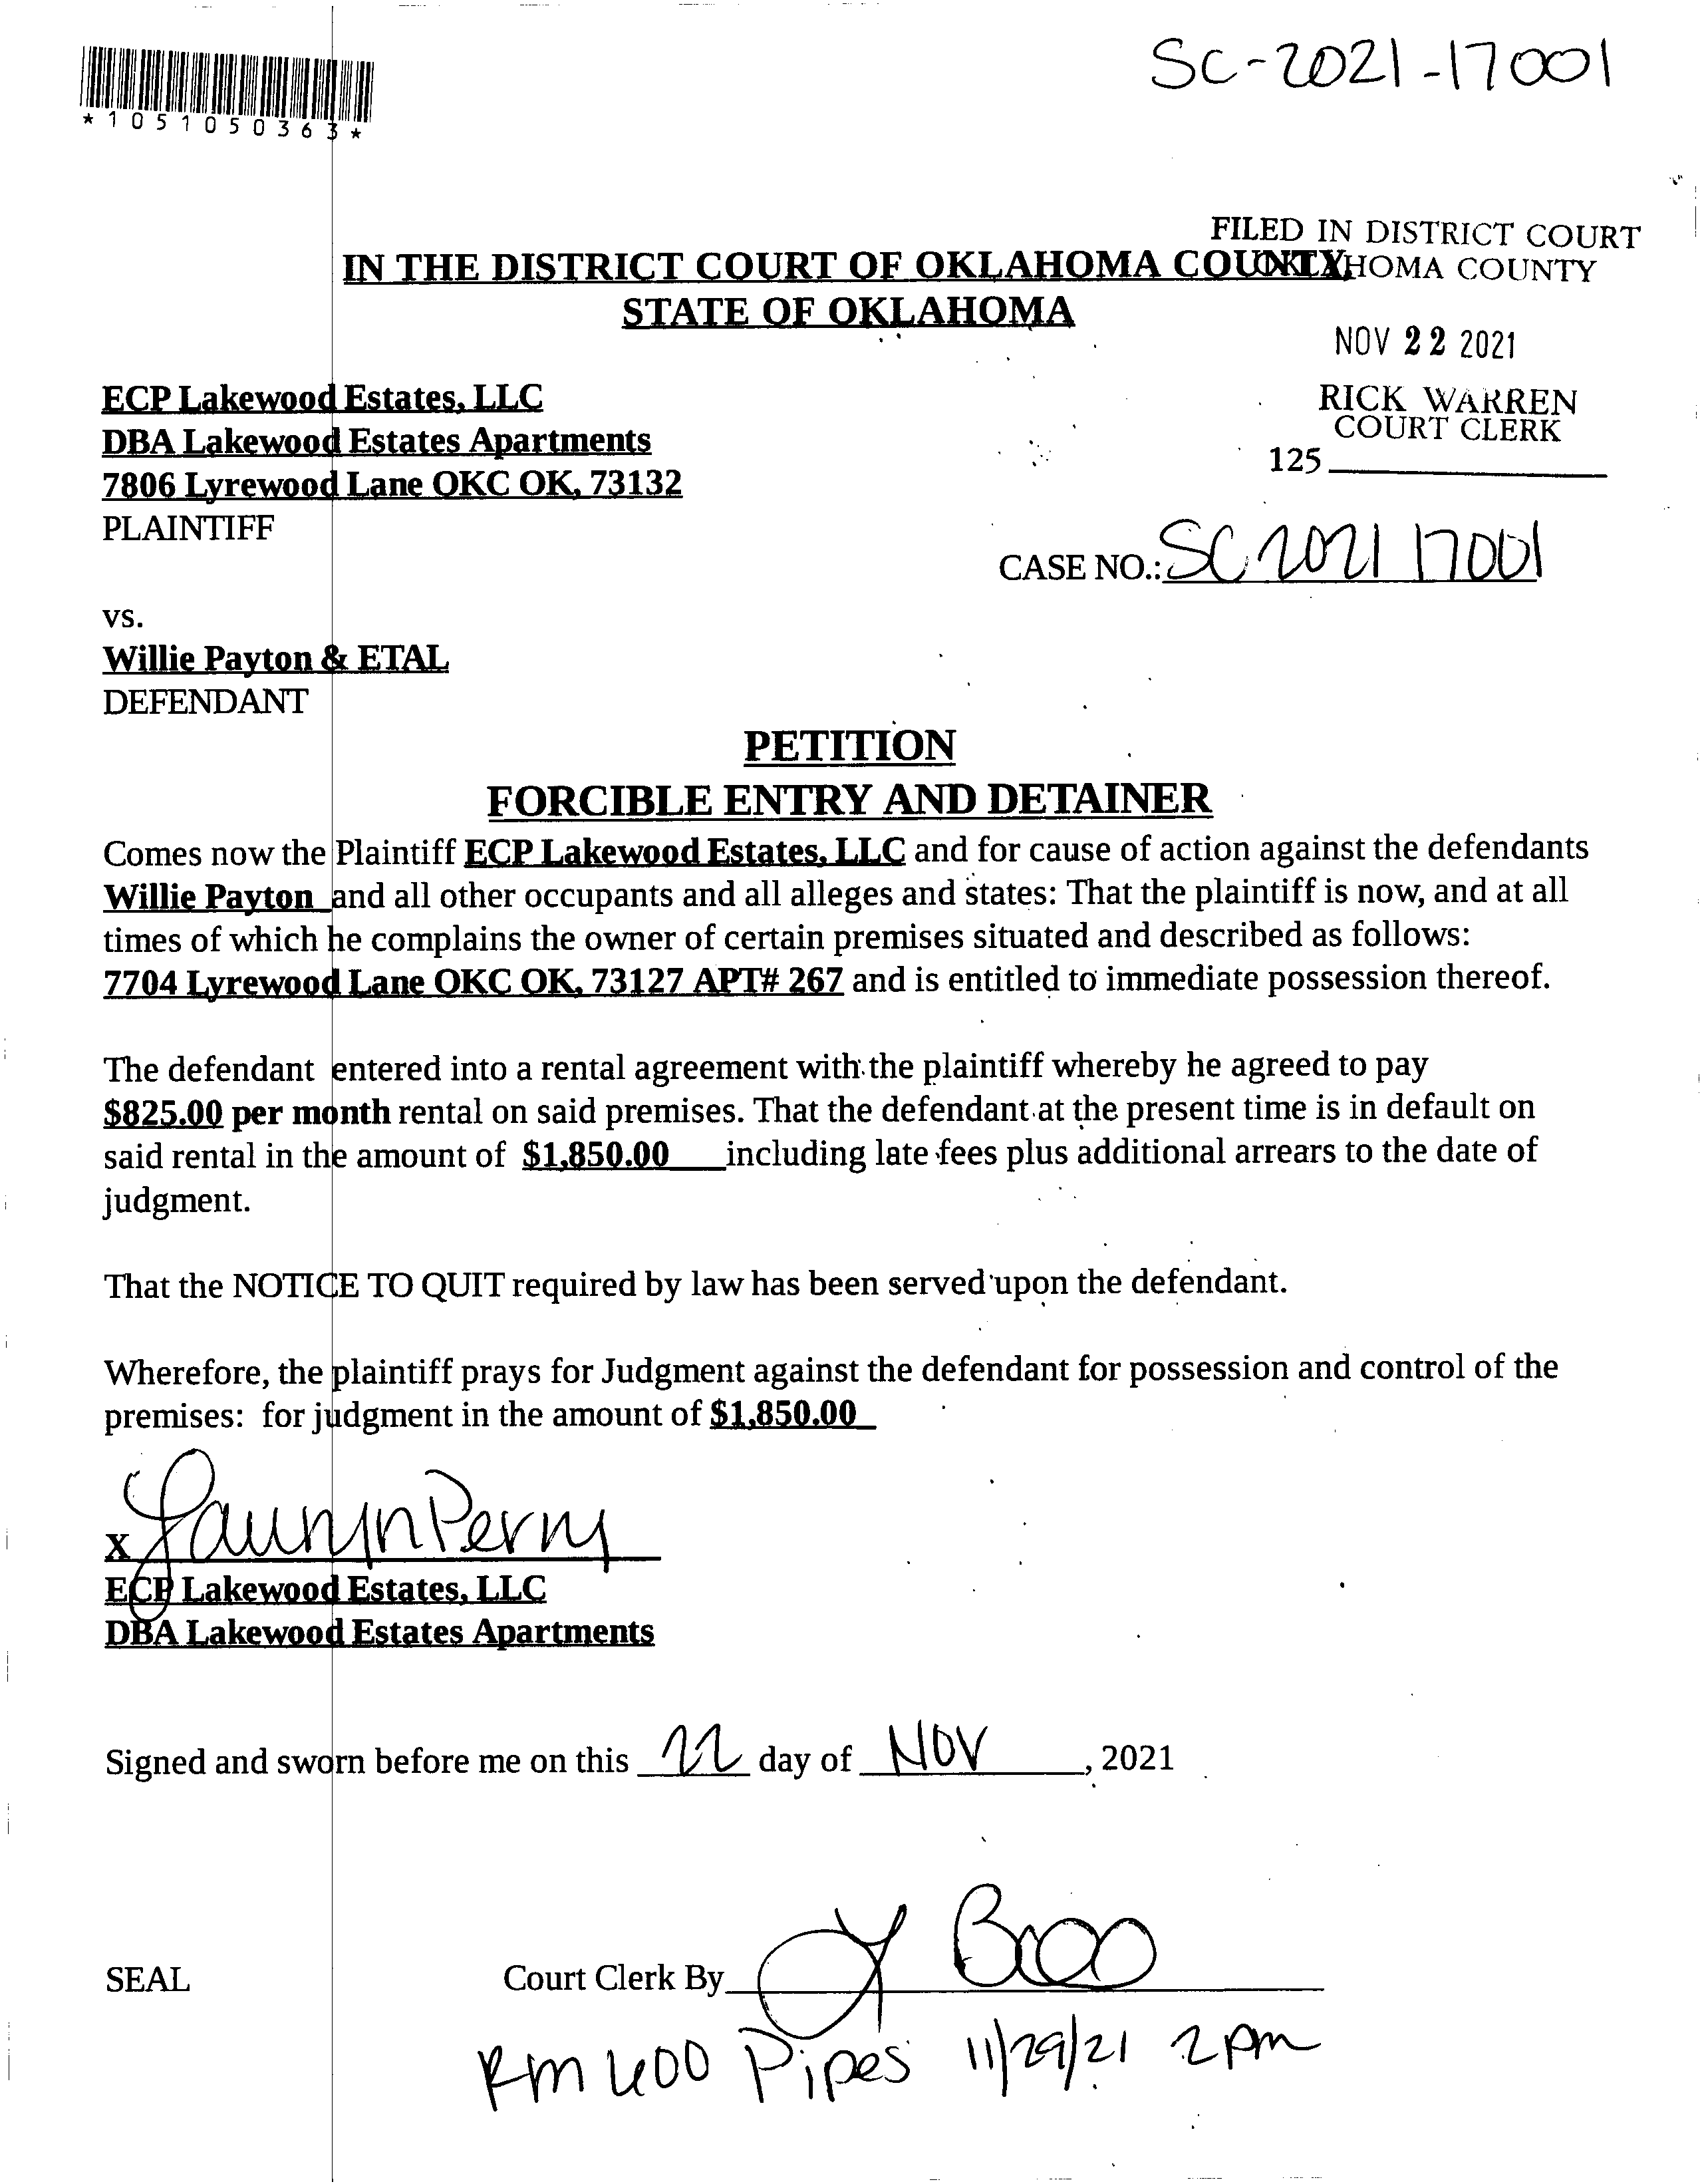 SC-2021-17001
*1051050363*
FILED IN DISTRICT COURT
OKLAHOMA COUNTY
IN THE DISTRICT COURT OF OKLAHOMA COUNTY,
STATE OF OKLAHOMA
NOV 22 2021
ECP Lakewood Estates, LLC
RICK WARREN
COURT CLERK
DBA Lakewood Estates Apartments
125
7806 Lyrewood Lane OKC OK, 73132
PLAINTIFF
CASE NO.: SC 2021 17001
vs.
Willie Payton & ETAL
DEFENDANT
PETITION
FORCIBLE ENTRY AND DETAINER
Comes now the Plaintiff ECP Lakewood Estates, LLC and for cause of action against the defendants
Willie Payton and all other occupants and all alleges and states: That the plaintiff is now, and at all
times of which he complains the owner of certain premises situated and described as follows:
7704 Lyrewood Lane OKC OK, 73127 APT# 267 and is entitled to immediate possession thereof.
The defendant entered into a rental agreement with the plaintiff whereby he agreed to pay
$825.00 per month rental on said premises. That the defendant at the present time is in default on
said rental in the amount of $1,850.00 including late fees plus additional arrears to the date of
judgment.
That the NOTICE TO QUIT required by law has been served upon the defendant.
Wherefore, the plaintiff prays for Judgment against the defendant for possession and control of the
premises: for judgment in the amount of $1,850.00
X Perry
ECP Lakewood Estates, LLC
DBA Lakewood Estates Apartments
Signed and sworn before me on this 22 day of NOV, 2021
SEAL
Court Clerk By
Rm 400 Pipes 11/29/21 2pm